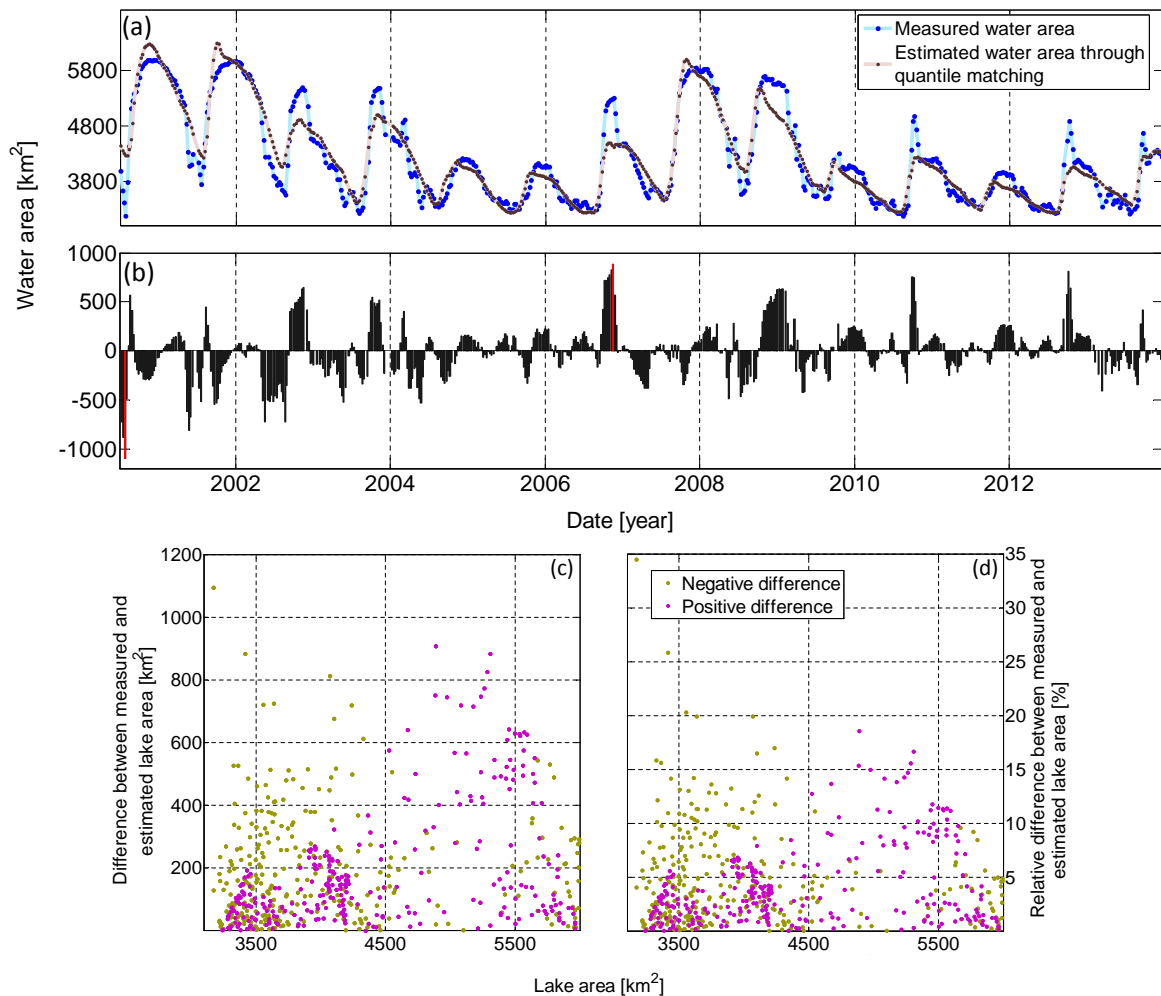 (a)
Measured water area
Estimated water area through
quantile matching
5800
4800
3800
Water area [km²]
(b)
1000
500
0
-500
-1000
2002
2004
2006
2008
2010
2012
Date [year]
(c)
1200
1000
800
600
400
200
Difference between measured and
estimated lake area [km²]
3500
4500
5500
(d)
Negative difference
Positive difference
35
30
25
20
15
10
5
Relative difference between measured and
estimated lake area [%]
3500
4500
5500
Lake area [km²]